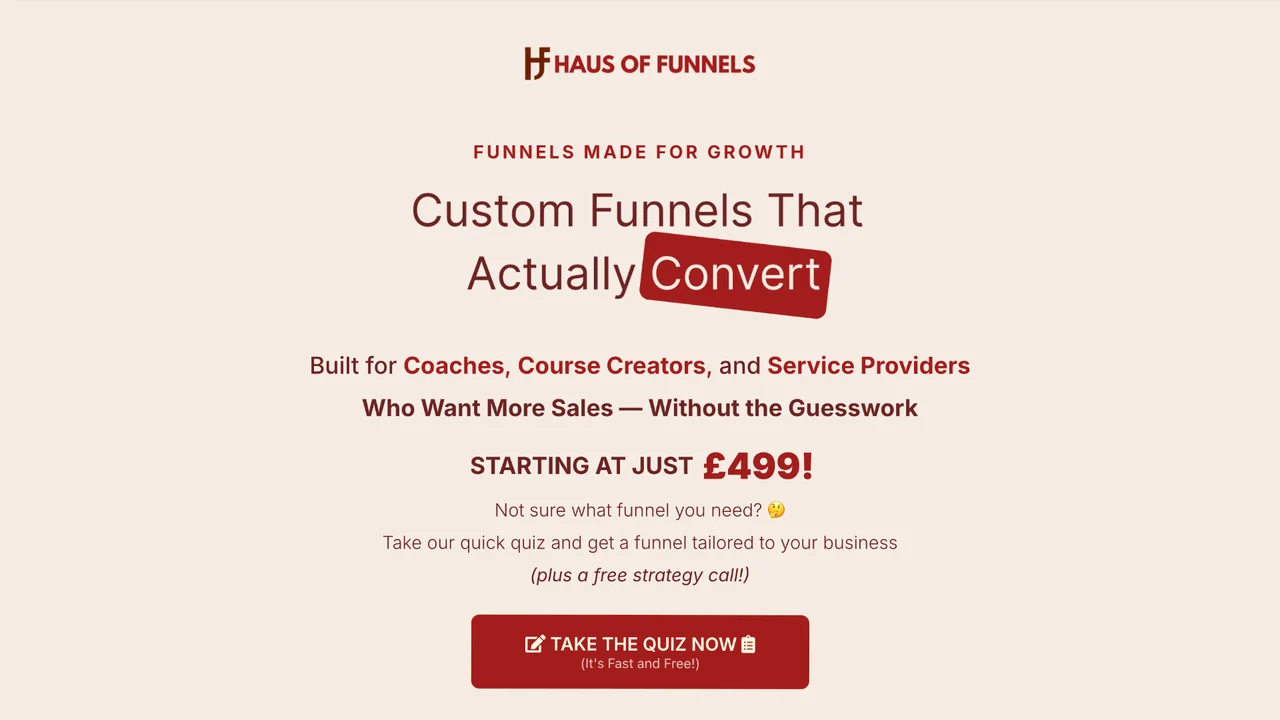 HF HAUS OF FUNNELS
FUNNELS MADE FOR GROWTH
Custom Funnels That
Actually Convert
Built for Coaches, Course Creators, and Service Providers
Who Want More Sales — Without the Guesswork
STARTING AT JUST £499!
Not sure what funnel you need? 🤔
Take our quick quiz and get a funnel tailored to your business
(plus a free strategy call!)
TAKE THE QUIZ NOW
(It's Fast and Free!)